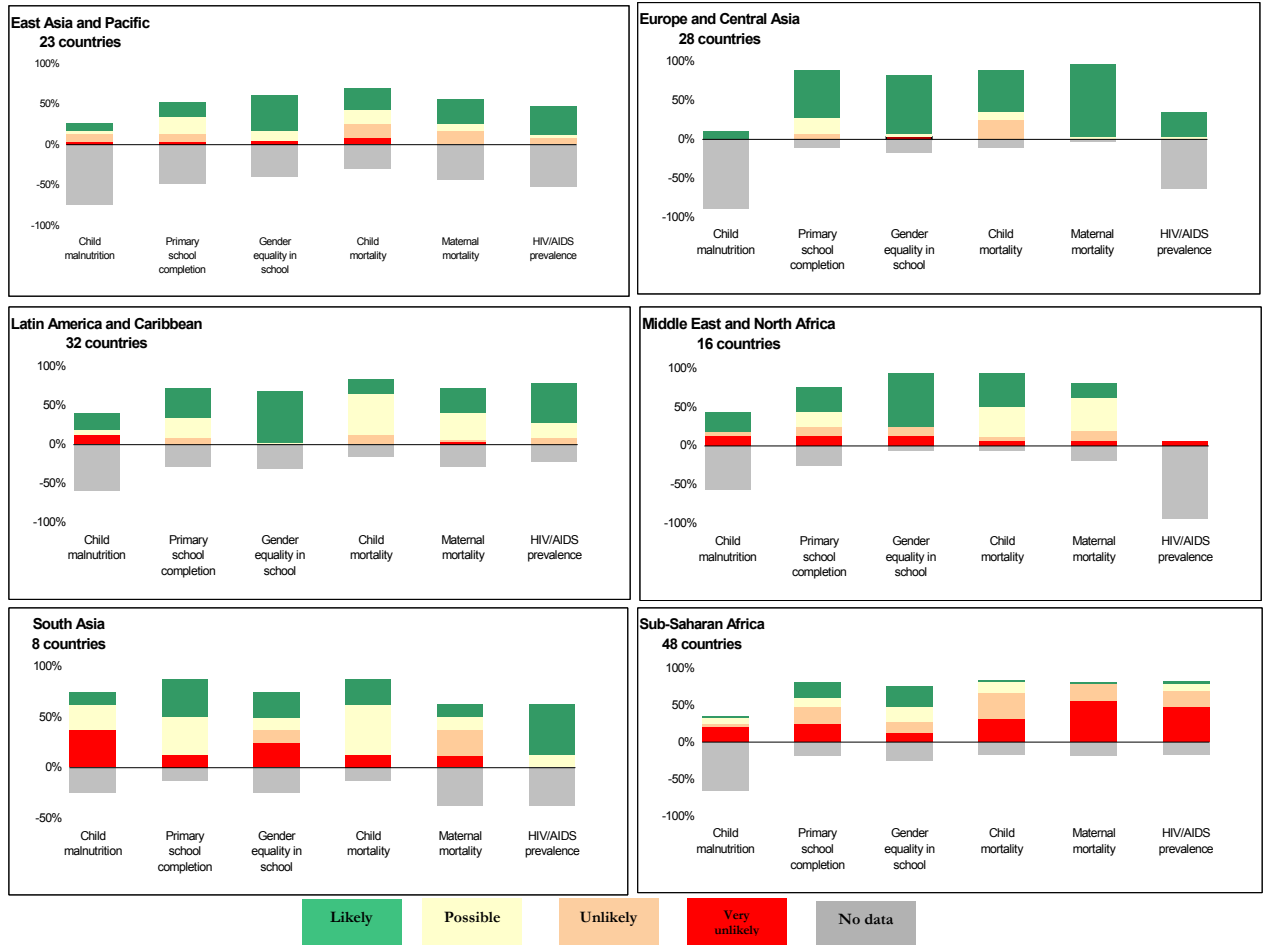 East Asia and Pacific
23 countries
100%
50%
0%
-50%
-100%
Child
malnutrition
Primary
school
completion
Gender
equality in
school
Child
mortality
Maternal
mortality
HIV/AIDS
prevalence
Europe and Central Asia
28 countries
100%
50%
0%
-50%
-100%
Child
malnutrition
Primary
school
completion
Gender
equality in
school
Child
mortality
Maternal
mortality
HIV/AIDS
prevalence
Latin America and Caribbean
32 countries
100%
50%
0%
-50%
-100%
Child
malnutrition
Primary
school
completion
Gender
equality in
school
Child
mortality
Maternal
mortality
HIV/AIDS
prevalence
Middle East and North Africa
16 countries
100%
50%
0%
-50%
-100%
Child
malnutrition
Primary
school
completion
Gender
equality in
school
Child
mortality
Maternal
mortality
HIV/AIDS
prevalence
South Asia
8 countries
100%
50%
0%
-50%
Child
malnutrition
Primary
school
completion
Gender
equality in
school
Child
mortality
Maternal
mortality
HIV/AIDS
prevalence
Sub-Saharan Africa
48 countries
100%
50%
0%
-50%
-100%
Child
malnutrition
Primary
school
completion
Gender
equality in
school
Child
mortality
Maternal
mortality
HIV/AIDS
prevalence
Likely
Possible
Unlikely
Very
unlikely
No data